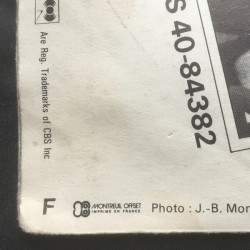 Are Reg. Trademarks of
CBS Inc
S 40-84382
F
MONTREUIL OFFSET
IMPRIMÉ EN FRANCE
Photo : J.-B. Mon